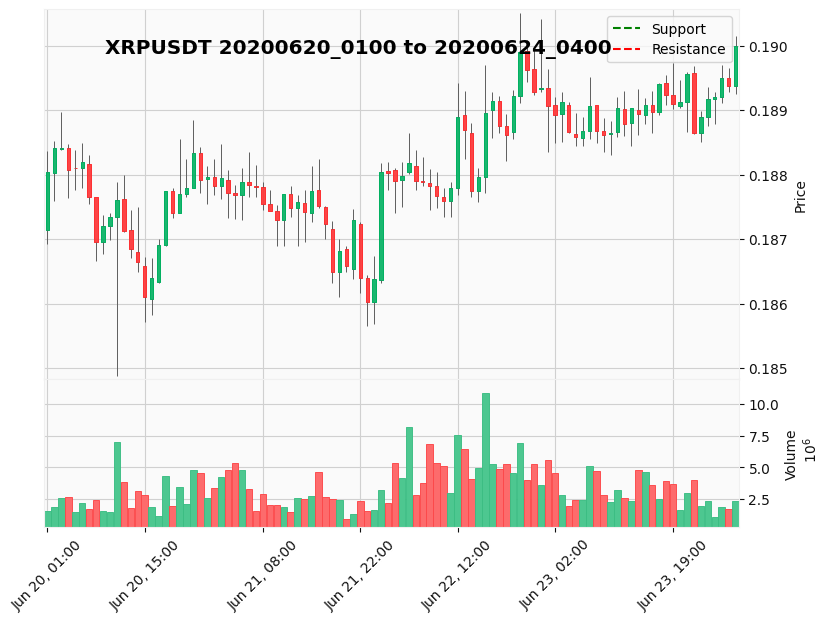 XRPUSDT 20200620_0100 to 20200624_0400
Support
Resistance
0.190
0.189
0.188
0.187
0.186
0.185
Price
10.0
7.5
5.0
2.5
Volume
10^6
Jun 20, 01:00
Jun 20, 15:00
Jun 21, 08:00
Jun 21, 22:00
Jun 22, 12:00
Jun 23, 02:00
Jun 23, 19:00